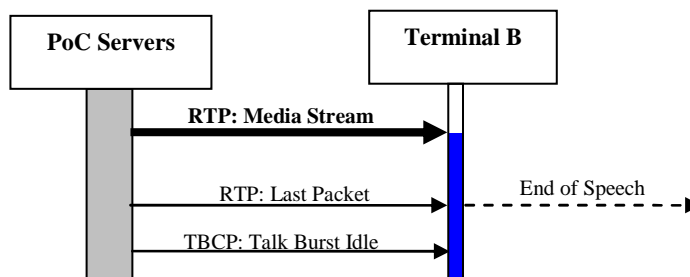 PoC Servers
Terminal B
RTP: Media Stream
RTP: Last Packet
End of Speech
TBCP: Talk Burst Idle